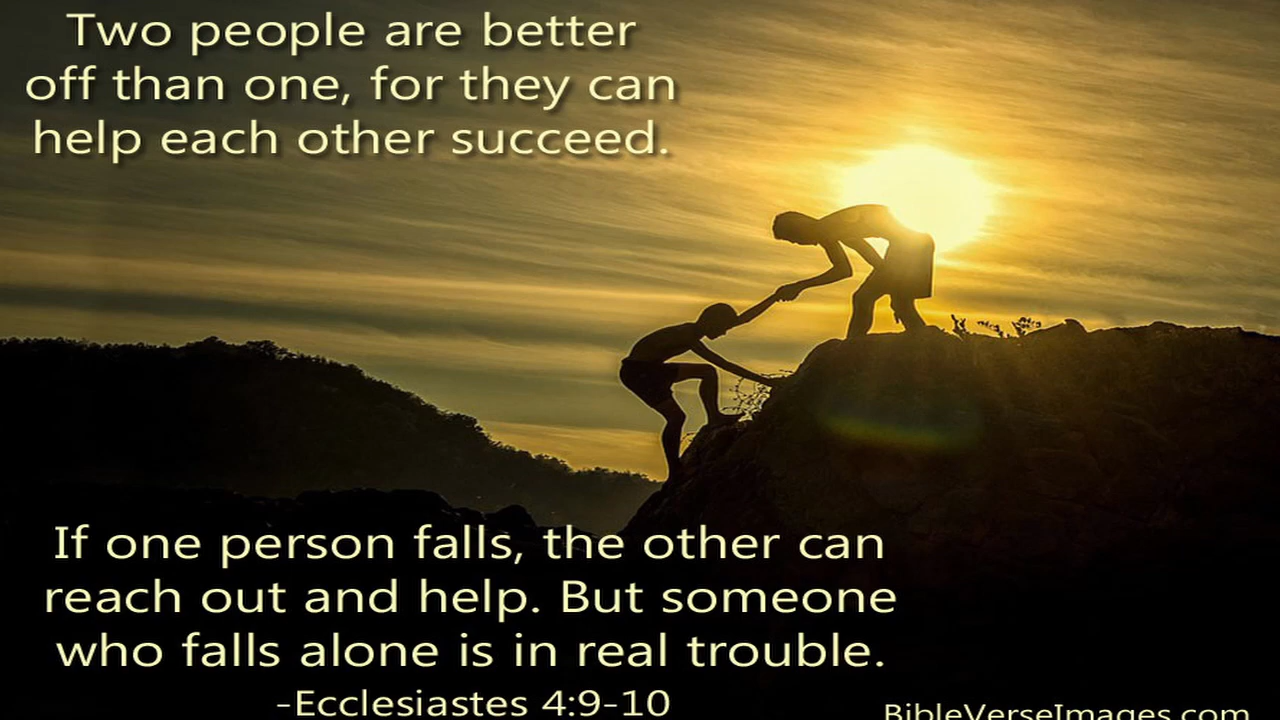 Two people are better
off than one, for they can
help each other succeed.
If one person falls, the other can
reach out and help. But someone
who falls alone is in real trouble.
-Ecclesiastes 4:9-10
BibleVerseImages.com